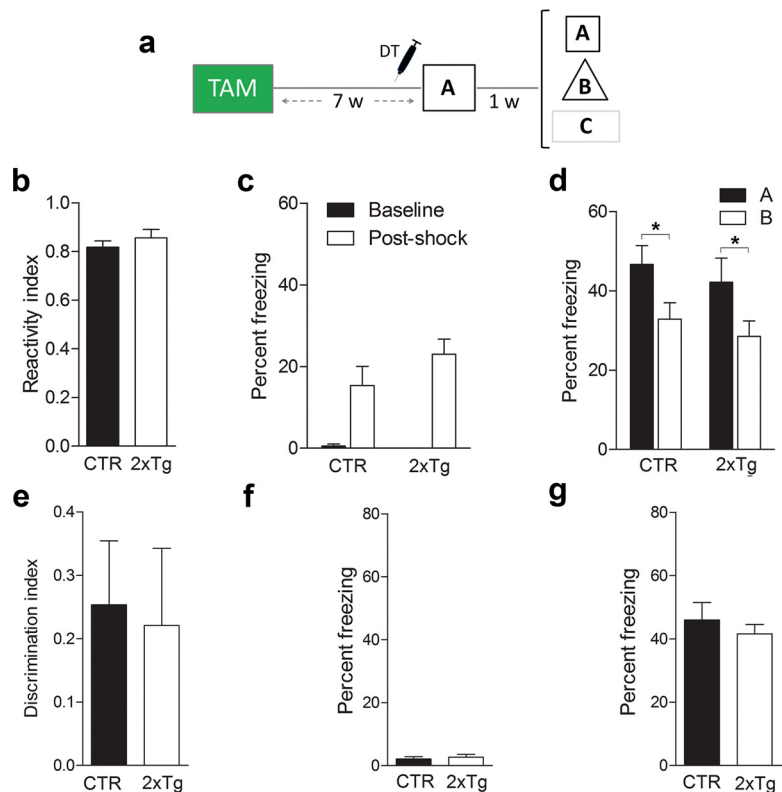 a
DT
TAM
7 w
A
1 w
A
B
C
b
Reactivity index
1.0
0.8
0.6
0.4
0.2
0.0
CTR 2xTg
c
Percent freezing
60
40
20
0
Baseline
Post-shock
CTR 2xTg
d
Percent freezing
60
40
20
0
A
B
*
*
CTR 2xTg
e
Discrimination index
0.4
0.3
0.2
0.1
0.0
CTR 2xTg
f
Percent freezing
80
60
40
20
0
CTR 2xTg
g
Percent freezing
80
60
40
20
0
CTR 2xTg